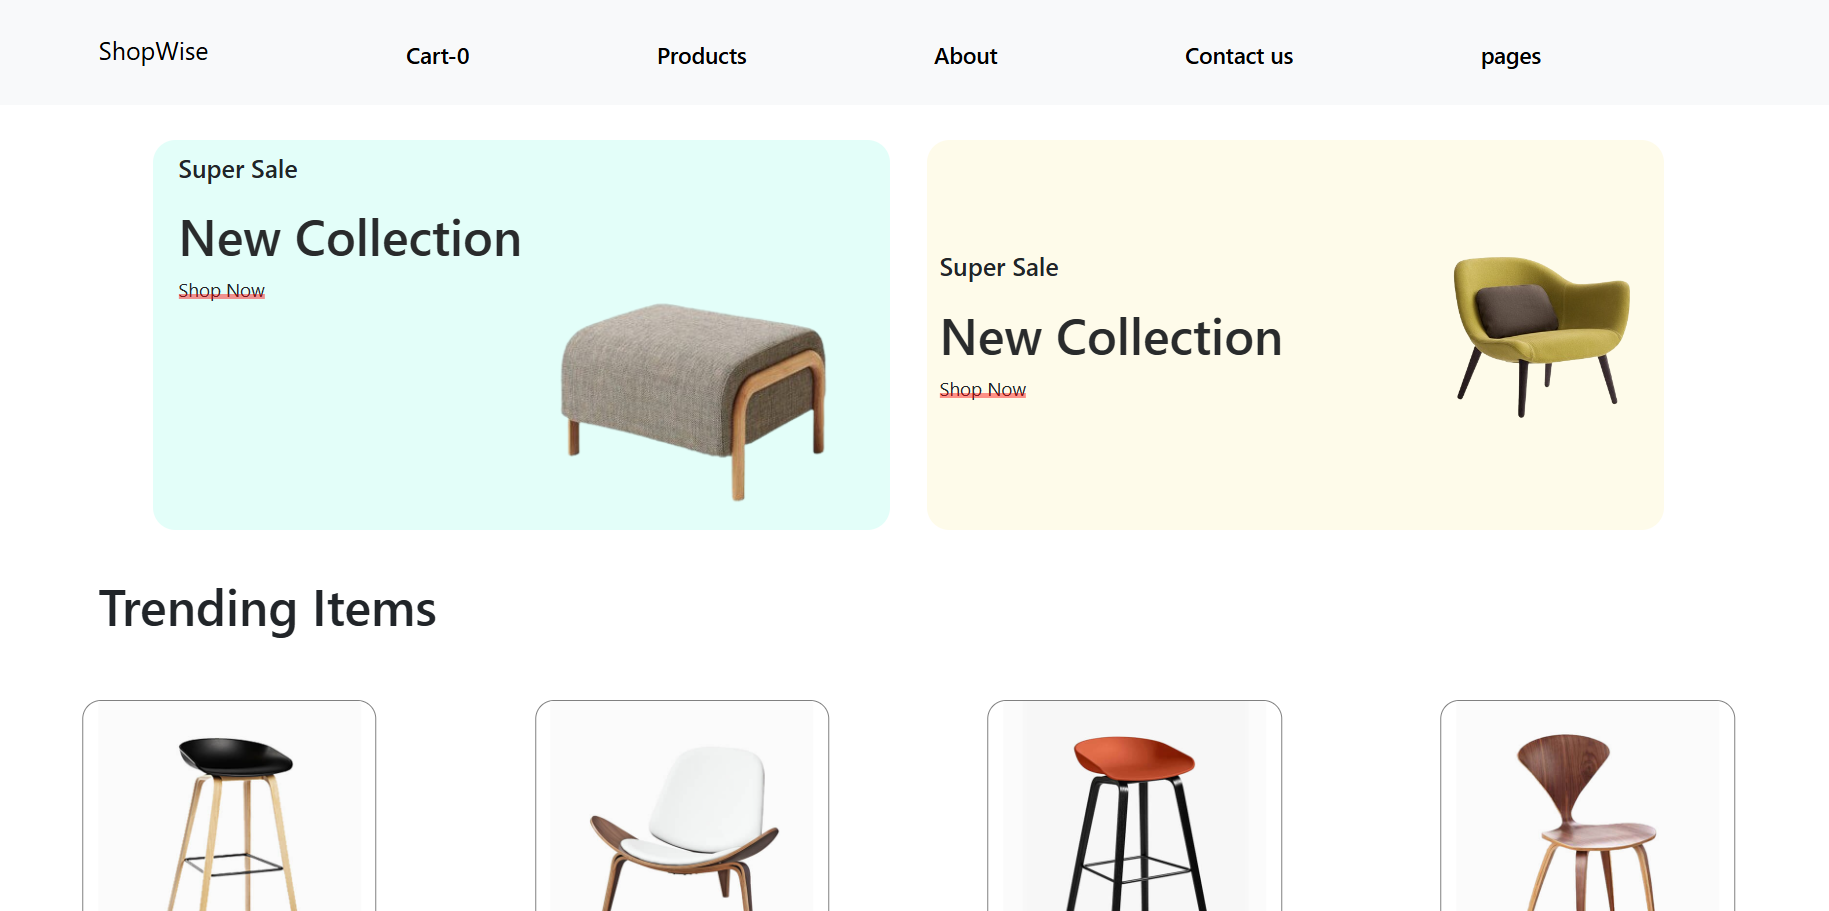 ShopWise
Cart-0
Products
About
Contact us
pages
Super Sale
New Collection
Shop Now
Super Sale
New Collection
Shop Now
Trending Items